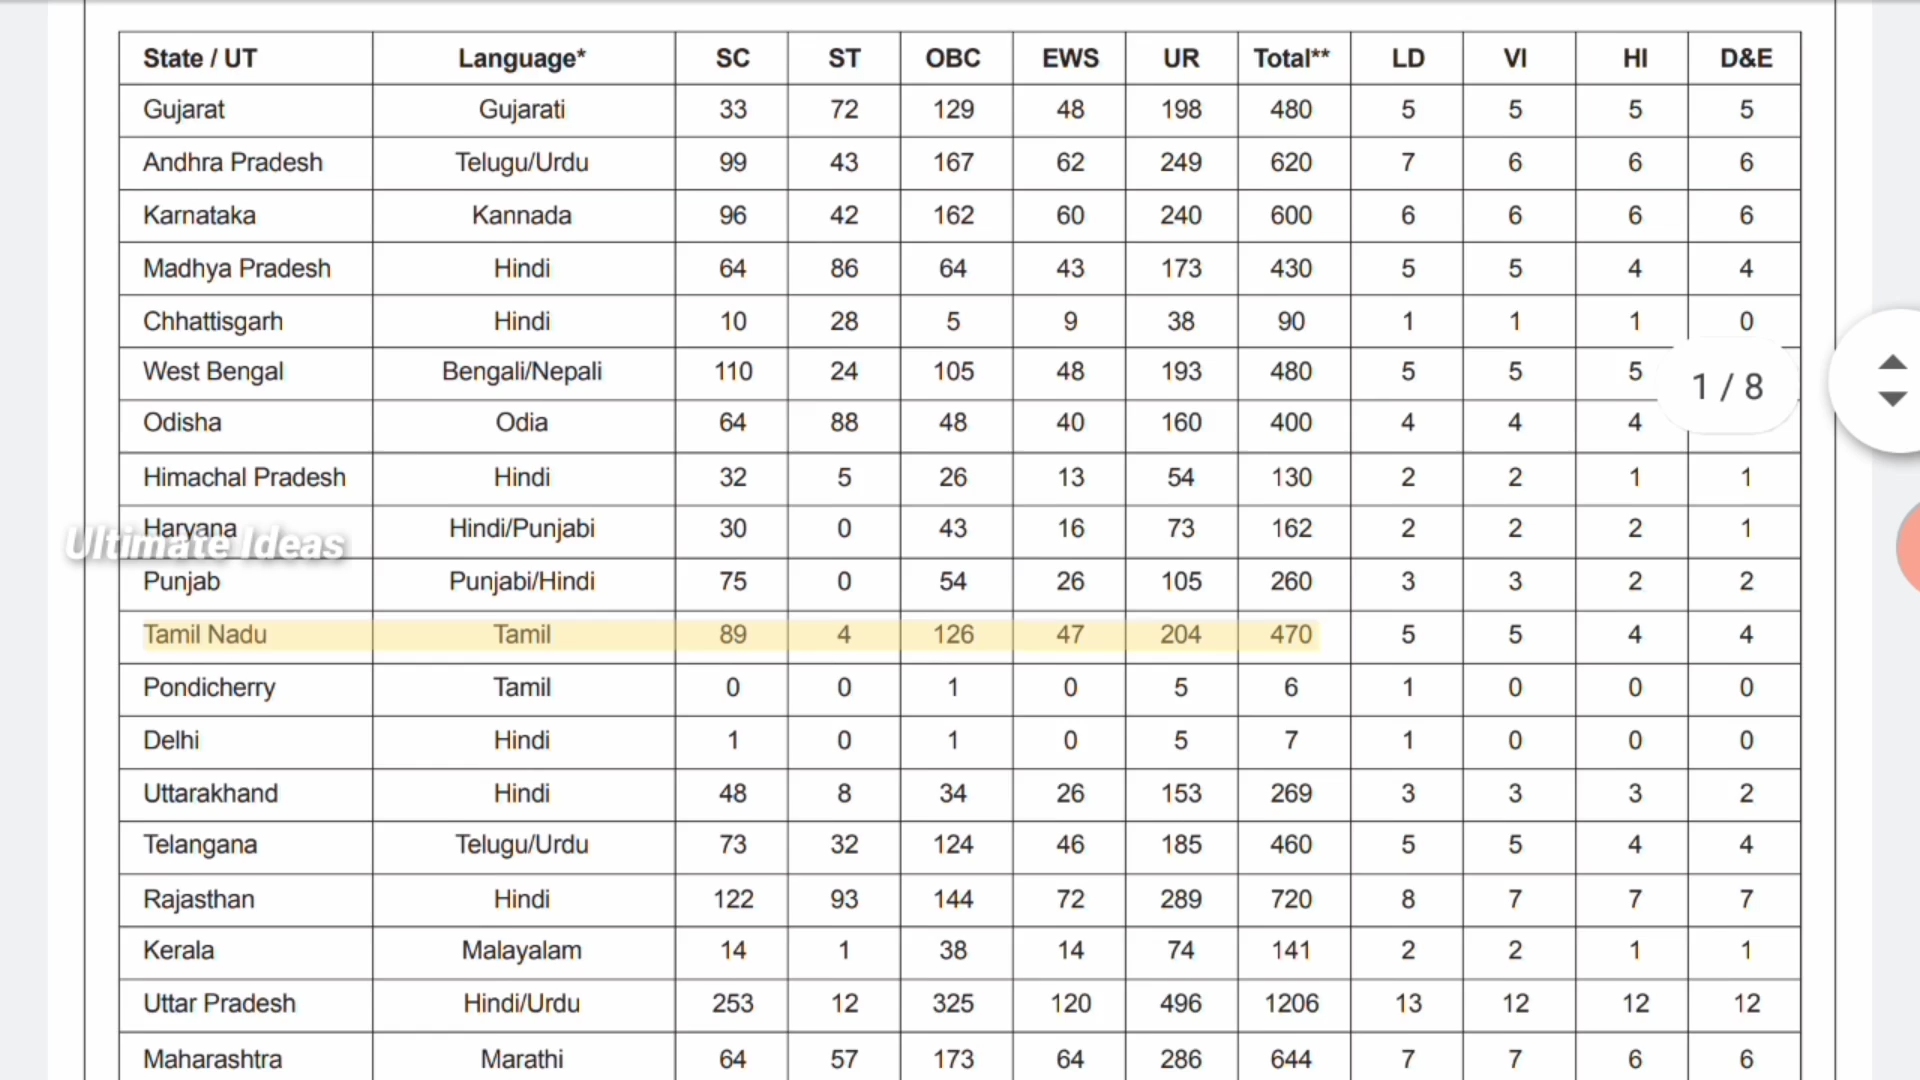 State / UT Language* SC ST OBC EWS UR Total** LD VI HI D&E
Gujarat Gujarati 33 72 129 48 198 480 5 5 5 5
Andhra Pradesh Telugu/Urdu 99 43 167 62 249 620 7 6 6 6
Karnataka Kannada 96 42 162 60 240 600 6 6 6 6
Madhya Pradesh Hindi 64 86 64 43 173 430 5 5 4 4
Chhattisgarh Hindi 10 28 5 9 38 90 1 1 1 0
West Bengal Bengali/Nepali 110 24 105 48 193 480 5 5 5
1 / 8
Odisha Odia 64 88 48 40 160 400 4 4 4
Himachal Pradesh Hindi 32 5 26 13 54 130 2 2 1 1
Haryana Hindi/Punjabi 30 0 43 16 73 162 2 2 2 1
Ultimate Ideas
Punjab Punjabi/Hindi 75 0 54 26 105 260 3 3 2 2
Tamil Nadu Tamil 89 4 126 47 204 470 5 5 4 4
Pondicherry Tamil 0 0 1 0 5 6 1 0 0 0
Delhi Hindi 1 0 1 0 5 7 1 0 0 0
Uttarakhand Hindi 48 8 34 26 153 269 3 3 3 2
Telangana Telugu/Urdu 73 32 124 46 185 460 5 5 4 4
Rajasthan Hindi 122 93 144 72 289 720 8 7 7 7
Kerala Malayalam 14 1 38 14 74 141 2 2 1 1
Uttar Pradesh Hindi/Urdu 253 12 325 120 496 1206 13 12 12 12
Maharashtra Marathi 64 57 173 64 286 644 7 7 6 6